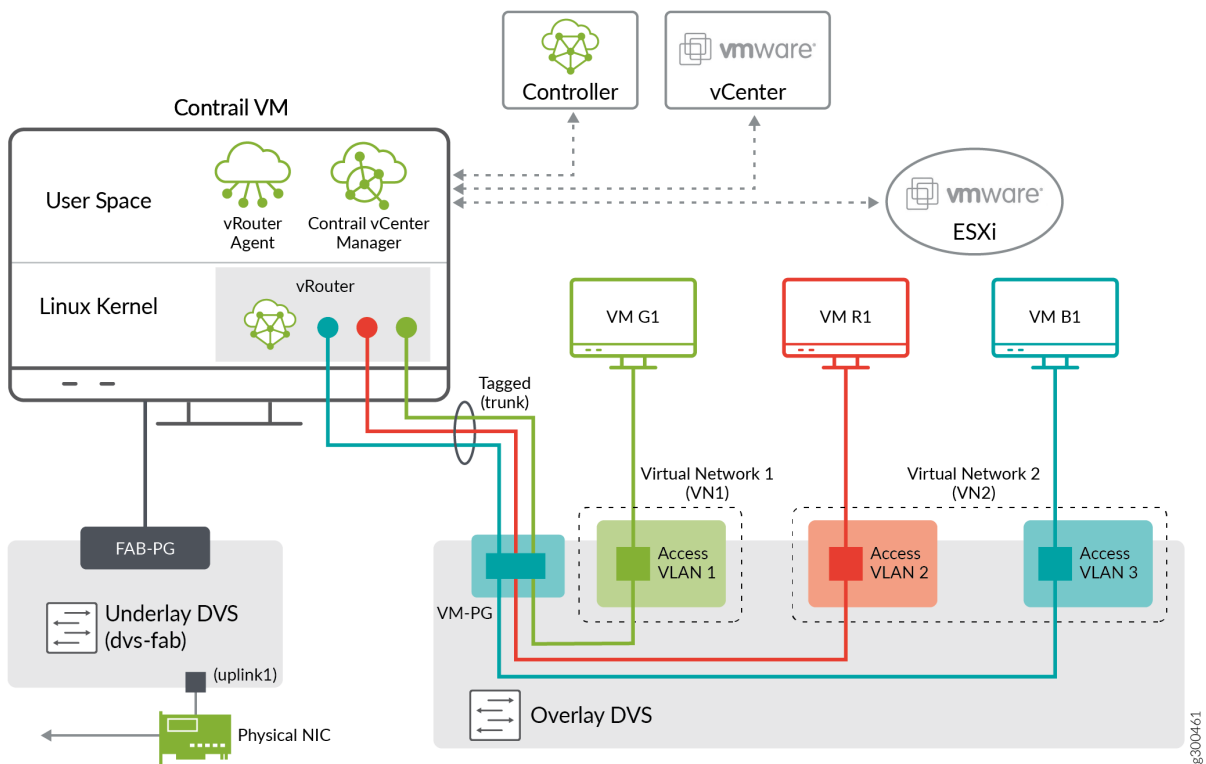 Contrail VM
Controller
vmware®
vCenter
User Space
vRouter
Agent
Contrail vCenter
Manager
vmware®
ESXi
Linux Kernel
vRouter
VM G1
VM R1
VM B1
Tagged
(trunk)
Virtual Network 1
(VN1)
Virtual Network 2
(VN2)
FAB-PG
Access
VLAN 1
Access
VLAN 2
Access
VLAN 3
VM-PG
Underlay DVS
(dvs-fab)
(uplink1)
Overlay DVS
Physical NIC
g300461